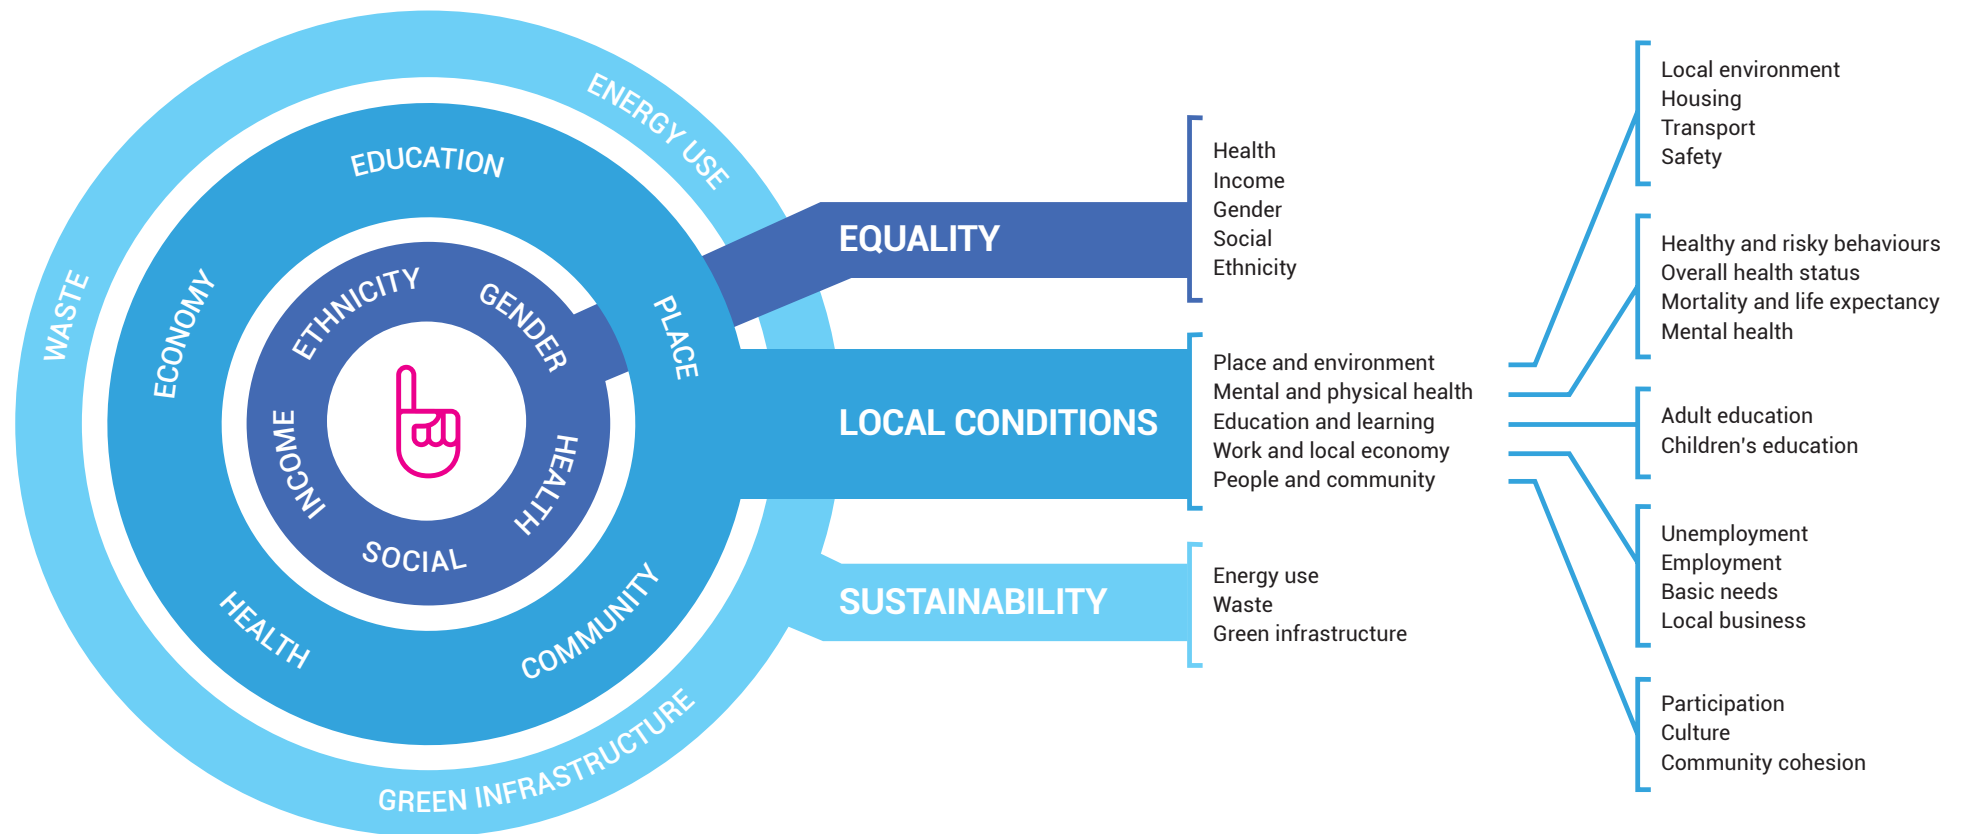 WASTE
ENERGY USE
GREEN INFRASTRUCTURE
EDUCATION
ECONOMY
PLACE
HEALTH
COMMUNITY
ETHNICITY
GENDER
INCOME
HEALTH
SOCIAL
EQUALITY
Health
Income
Gender
Social
Ethnicity
LOCAL CONDITIONS
Place and environment
Mental and physical health
Education and learning
Work and local economy
People and community
SUSTAINABILITY
Energy use
Waste
Green infrastructure
Local environment
Housing
Transport
Safety
Healthy and risky behaviours
Overall health status
Mortality and life expectancy
Mental health
Adult education
Children's education
Unemployment
Employment
Basic needs
Local business
Participation
Culture
Community cohesion